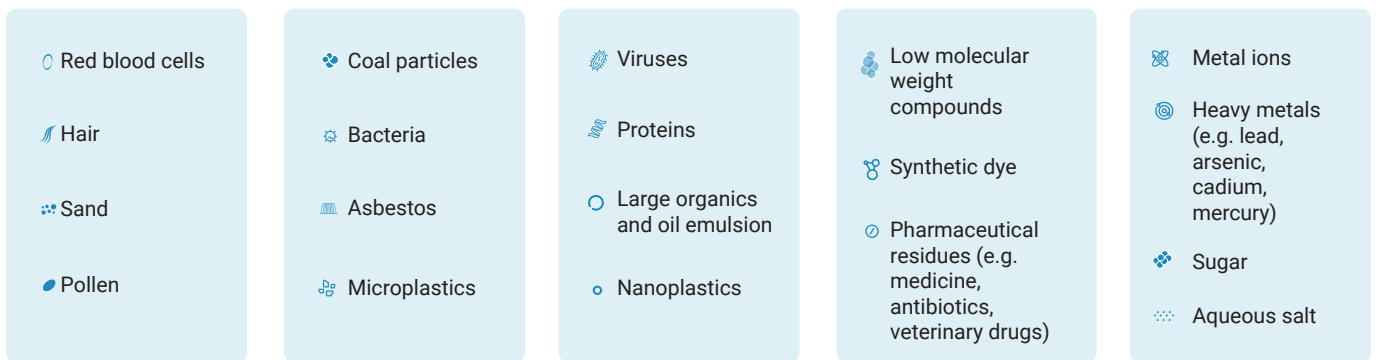 Red blood cells
Hair
Sand
Pollen
Coal particles
Bacteria
Asbestos
Microplastics
Viruses
Proteins
Large organics
and oil emulsion
Nanoplastics
Low molecular
weight
compounds
Synthetic dye
Pharmaceutical
residues (e.g.
medicine,
antibiotics,
veterinary drugs)
Metal ions
Heavy metals
(e.g. lead,
arsenic,
cadium,
mercury)
Sugar
Aqueous salt